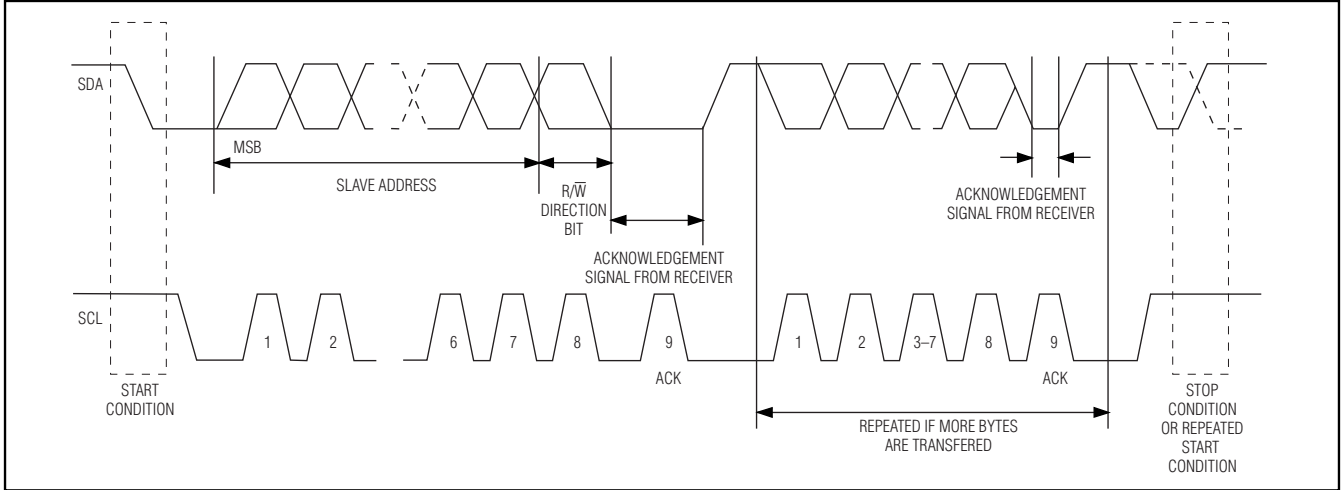 SDA
MSB
SLAVE ADDRESS
R/W̅
DIRECTION
BIT
ACKNOWLEDGEMENT
SIGNAL FROM RECEIVER
ACKNOWLEDGEMENT
SIGNAL FROM RECEIVER
SCL
1 2 6 7 8 9 1 2 3–7 8 9
ACK ACK
START
CONDITION
REPEATED IF MORE BYTES
ARE TRANSFERED
STOP
CONDITION
OR REPEATED
START
CONDITION